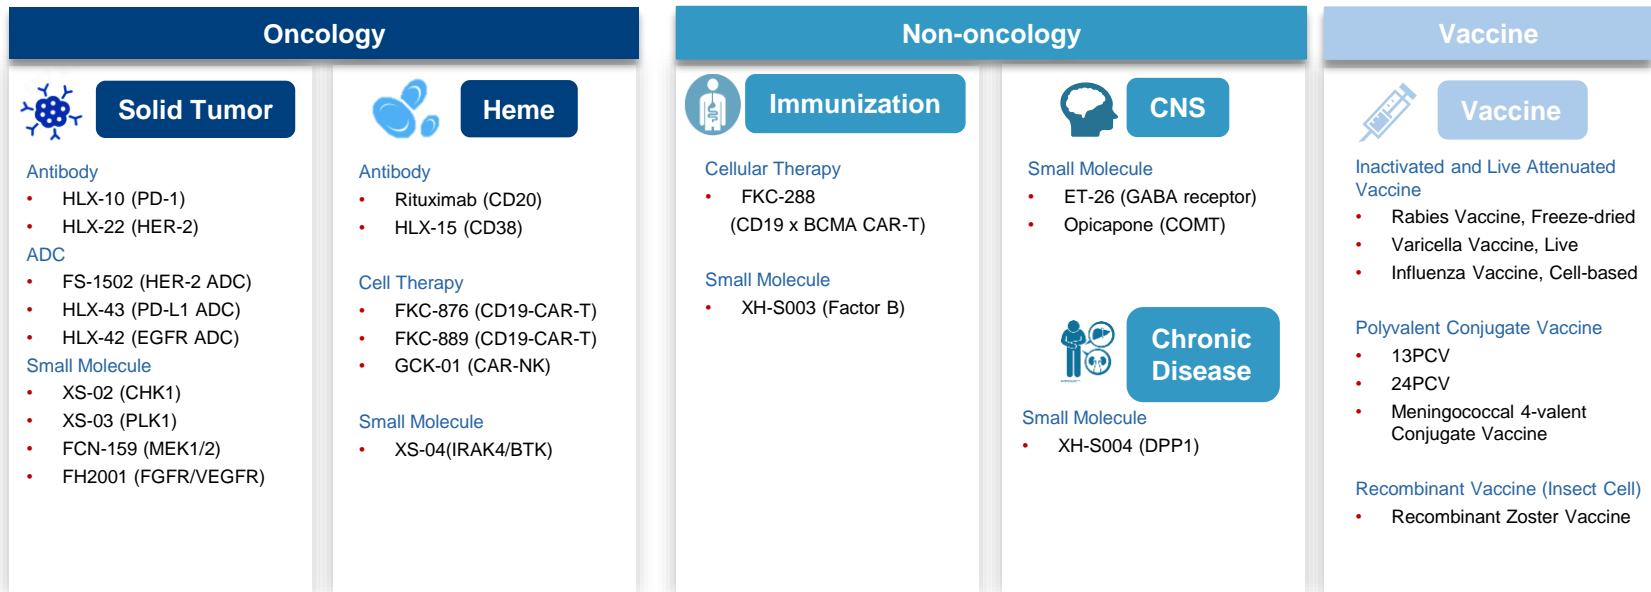 Oncology
Solid Tumor
Antibody
• HLX-10 (PD-1)
• HLX-22 (HER-2)
ADC
• FS-1502 (HER-2 ADC)
• HLX-43 (PD-L1 ADC)
• HLX-42 (EGFR ADC)
Small Molecule
• XS-02 (CHK1)
• XS-03 (PLK1)
• FCN-159 (MEK1/2)
• FH2001 (FGFR/VEGFR)
Heme
Antibody
• Rituximab (CD20)
• HLX-15 (CD38)
Cell Therapy
• FKC-876 (CD19-CAR-T)
• FKC-889 (CD19-CAR-T)
• GCK-01 (CAR-NK)
Small Molecule
• XS-04(IRAK4/BTK)
Non-oncology
Immunization
Cellular Therapy
• FKC-288
(CD19 x BCMA CAR-T)
Small Molecule
• XH-S003 (Factor B)
CNS
Small Molecule
• ET-26 (GABA receptor)
• Opicapone (COMT)
Chronic
Disease
Small Molecule
• XH-S004 (DPP1)
Vaccine
Vaccine
Inactivated and Live Attenuated
Vaccine
• Rabies Vaccine, Freeze-dried
• Varicella Vaccine, Live
• Influenza Vaccine, Cell-based
Polyvalent Conjugate Vaccine
• 13PCV
• 24PCV
• Meningococcal 4-valent
Conjugate Vaccine
Recombinant Vaccine (Insect Cell)
• Recombinant Zoster Vaccine